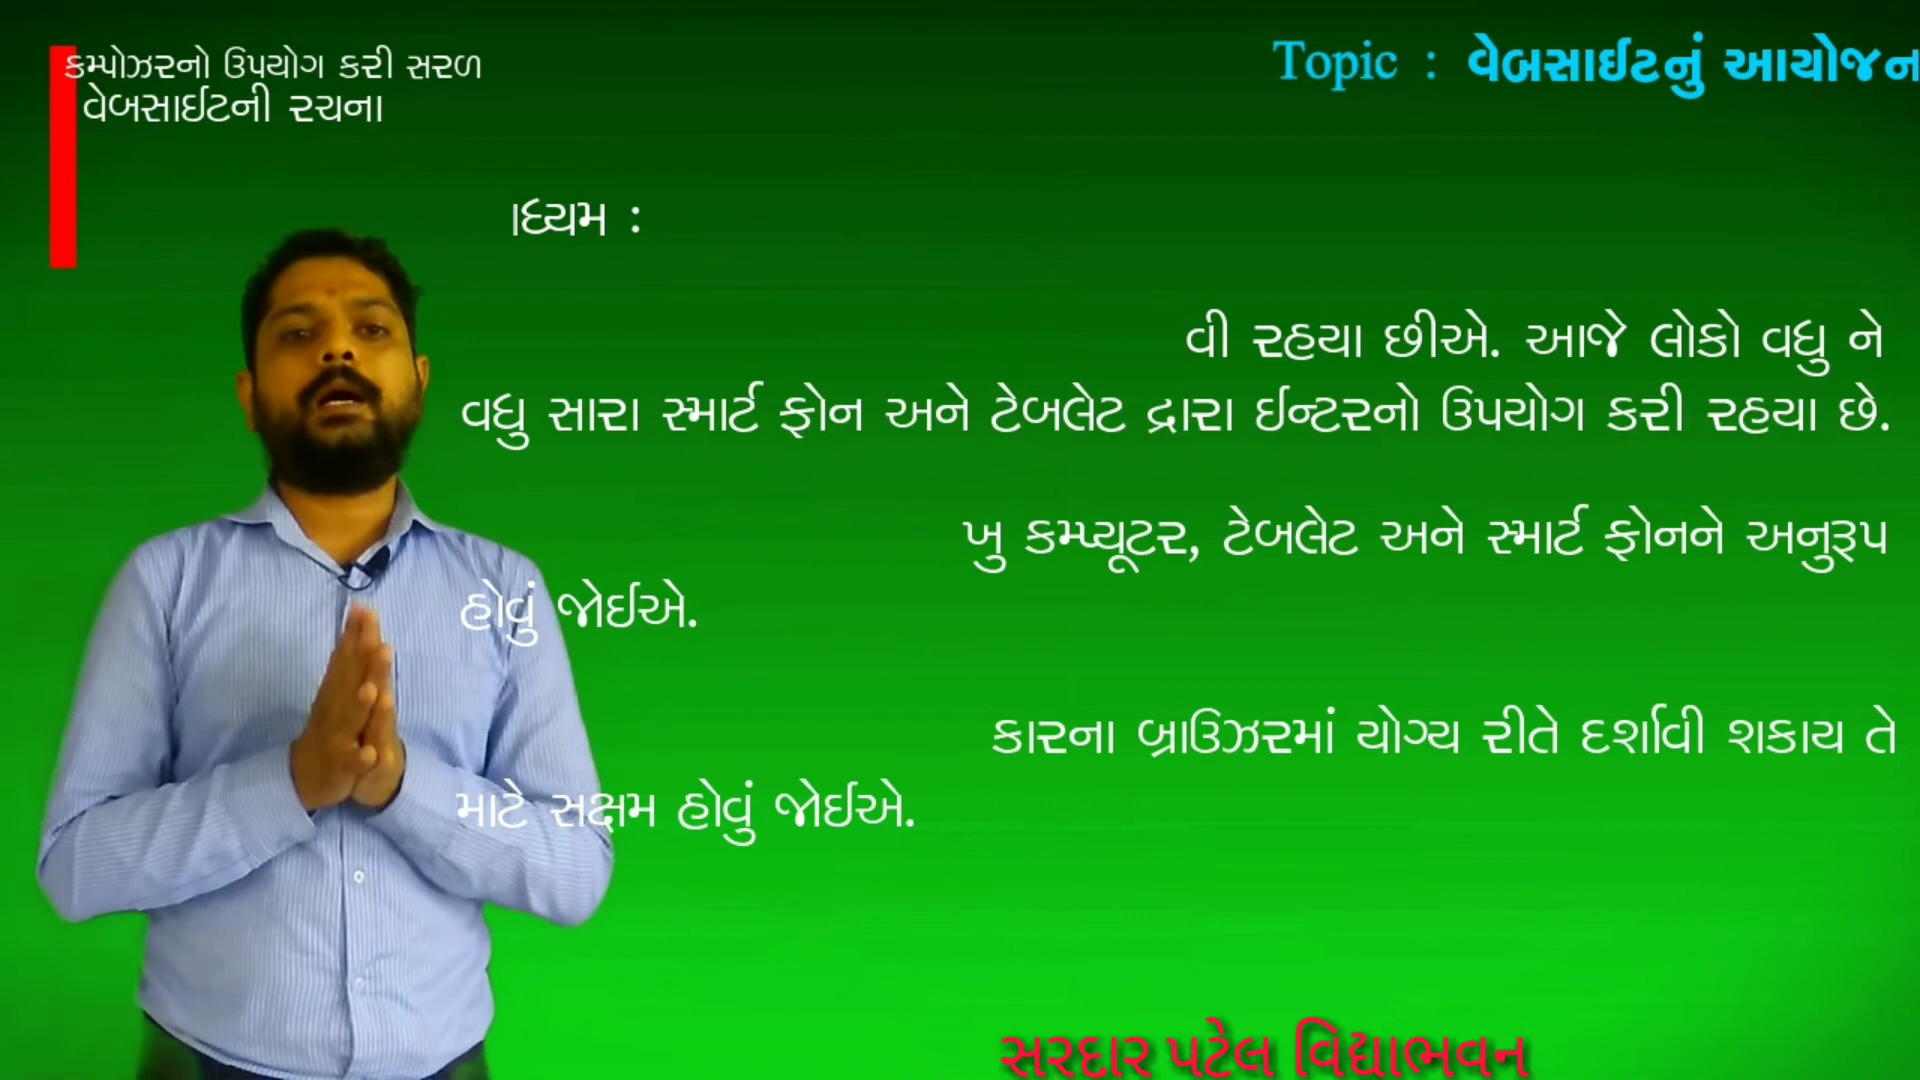 કમ્પોઝરનો ઉપયોગ કરી સરળ
વેબસાઈટની રચના
Topic : વેબસાઈટનું આયોજન
ાધ્યમ :
વી રહયા છીએ. આજે લોકો વધુ ને
વધુ સારા સ્માર્ટ ફોન અને ટેબલેટ દ્રારા ઈન્ટરનો ઉપયોગ કરી રહયા છે.
ખુ કમ્પ્યૂટર, ટેબલેટ અને સ્માર્ટ ફોનને અનુરૂપ
હોવું જોઈએ.
કારના બ્રાઉઝરમાં યોગ્ય રીતે દર્શાવી શકાય તે
માટે સક્ષમ હોવું જોઈએ.
સરદાર પટેલ વિદ્યાભવન